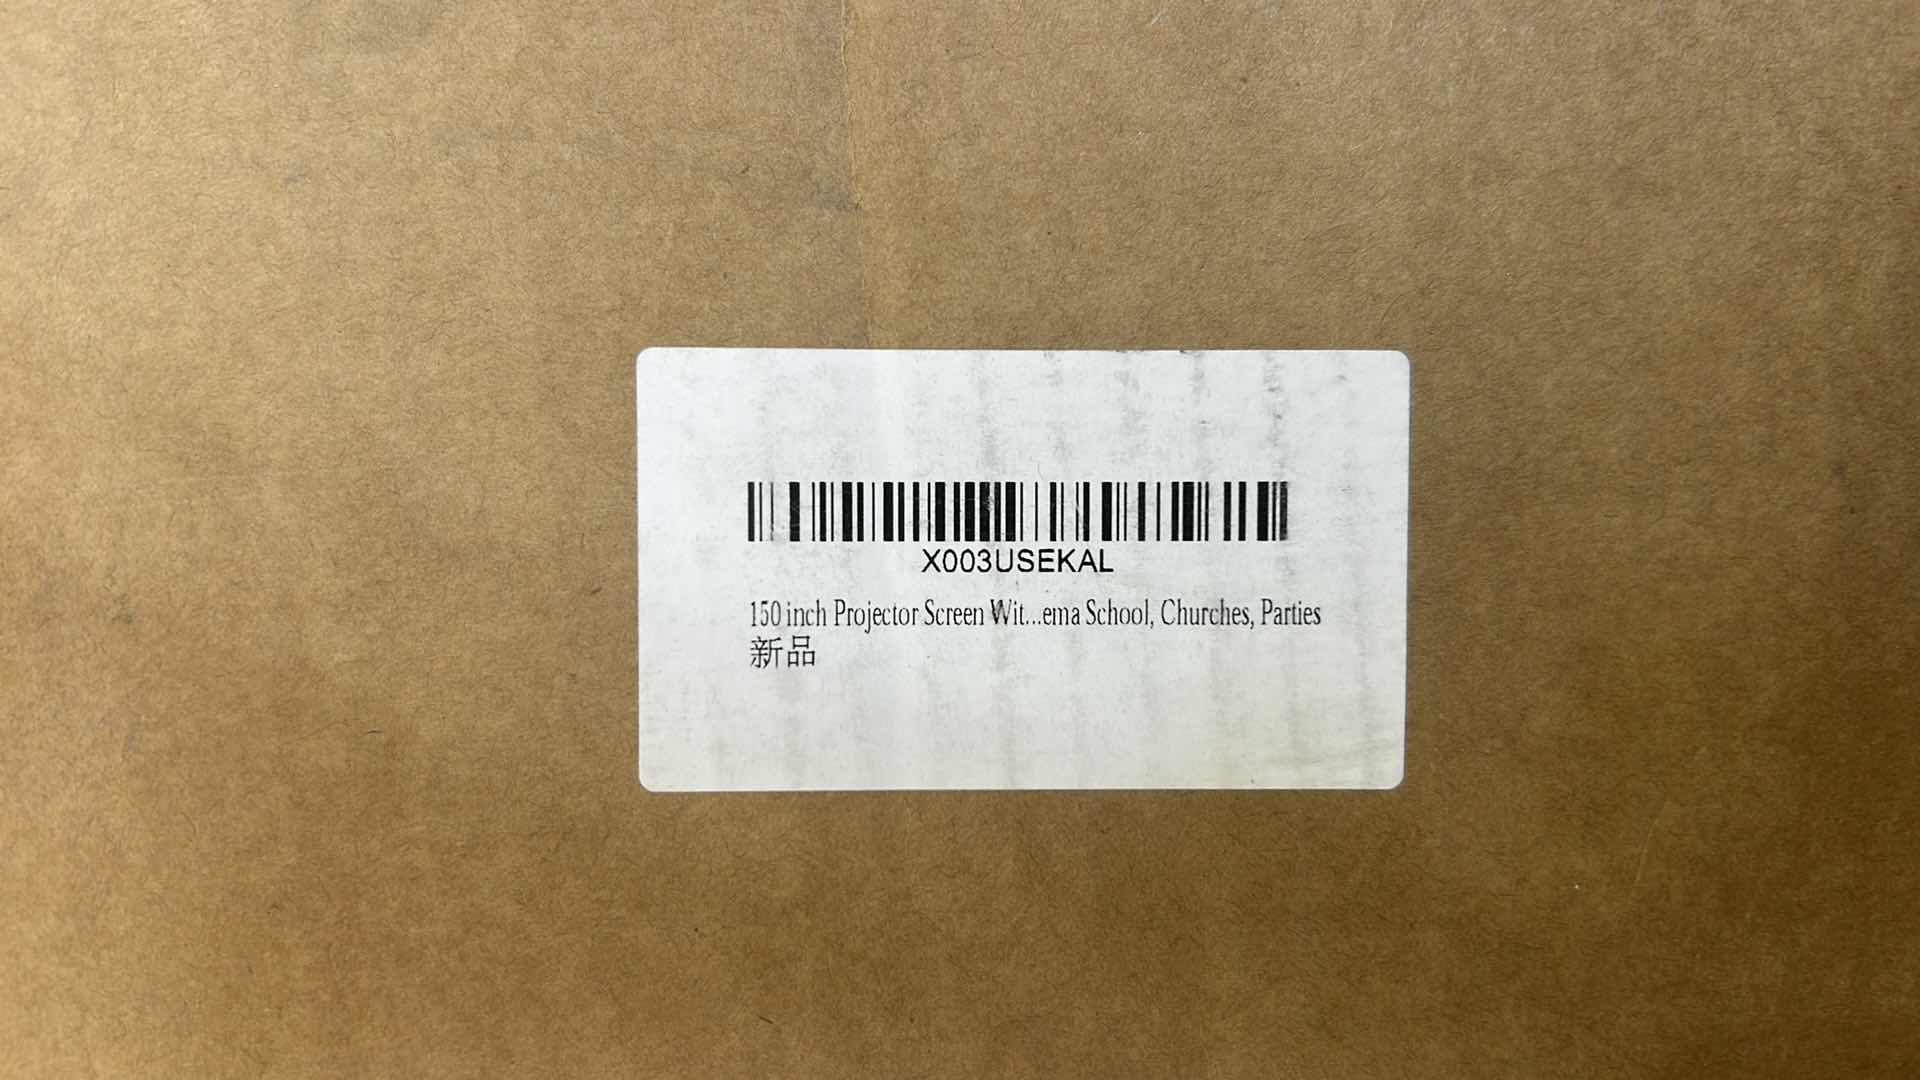 X003USEKAL
150 inch Projector Screen Wit...ema School, Churches, Parties
新品